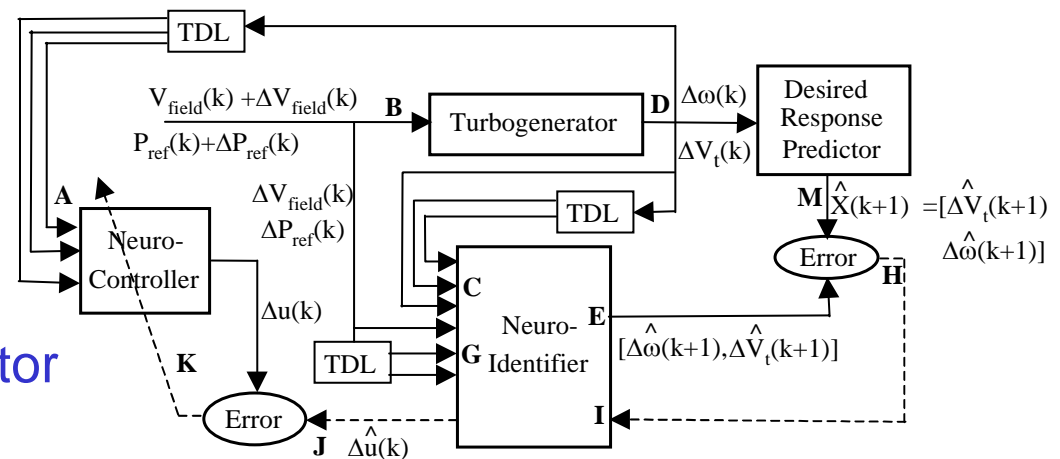 TDL
V_field(k) +ΔV_field(k)
B
Turbogenerator
D
Δω(k)
P_ref(k)+ΔP_ref(k)
ΔV_t(k)
Desired
Response
Predictor
A
ΔV_field(k)
ΔP_ref(k)
TDL
M
X̂(k+1) =[ΔV̂_t(k+1)
Δω̂(k+1)]
Neuro-
Controller
Error
H
C
Δu(k)
E
Neuro-
Identifier
[Δω̂(k+1),ΔV̂_t(k+1)]
G
TDL
tor
K
Error
I
J
Δû(k)